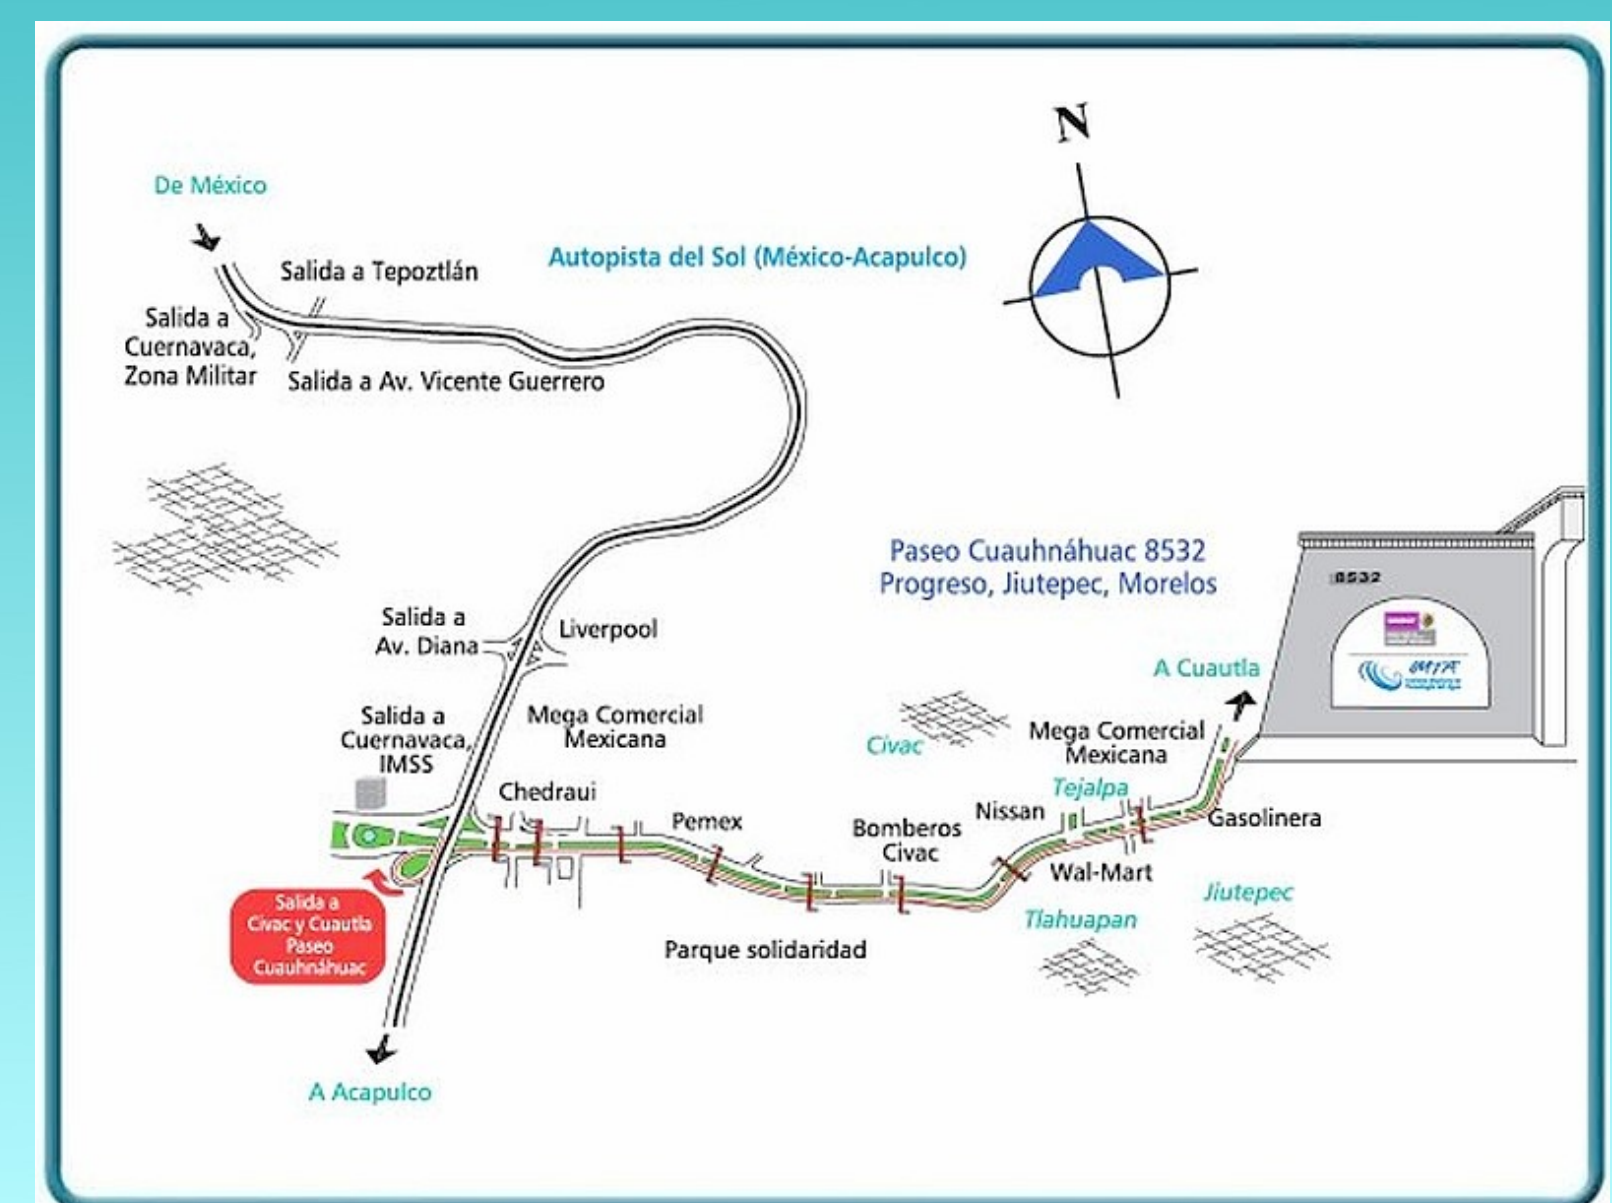 N
De México
Autopista del Sol (México-Acapulco)
Salida a Tepoztlán
Salida a
Cuernavaca,
Zona Militar
Salida a Av. Vicente Guerrero
Paseo Cuauhnáhuac 8532
Progreso, Jiutepec, Morelos
8532
IMTA
Salida a
Av. Diana
Liverpool
A Cuautla
Salida a
Cuernavaca,
IMSS
Mega Comercial
Mexicana
Civac
Mega Comercial
Mexicana
Chedraui
Tejalpa
Pemex
Bomberos
Civac
Nissan
Gasolinera
Wal-Mart
Salida a
Civac y Cuautla
Paseo
Cuauhnáhuac
Parque solidaridad
Tlahuapan
Jiutepec
A Acapulco